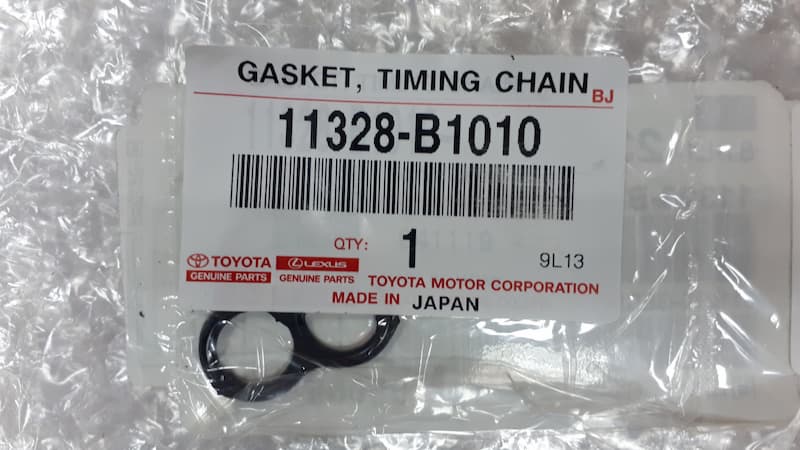 GASKET, TIMING CHAIN
BJ
11328-B1010
QTY: 1
9L13
TOYOTA
GENUINE PARTS
LEXUS
GENUINE PARTS
TOYOTA MOTOR CORPORATION
MADE IN JAPAN